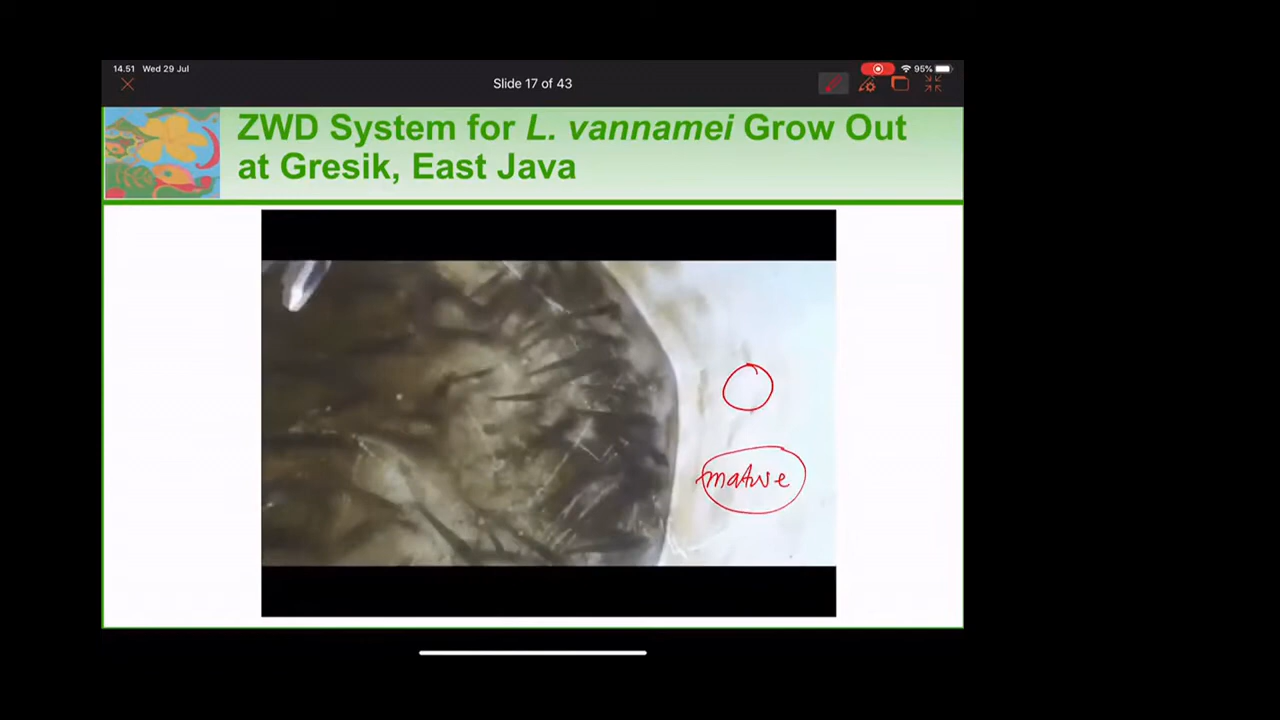 14.51 Wed 29 Jul
95%
Slide 17 of 43
ZWD System for L. vannamei Grow Out
at Gresik, East Java
mature